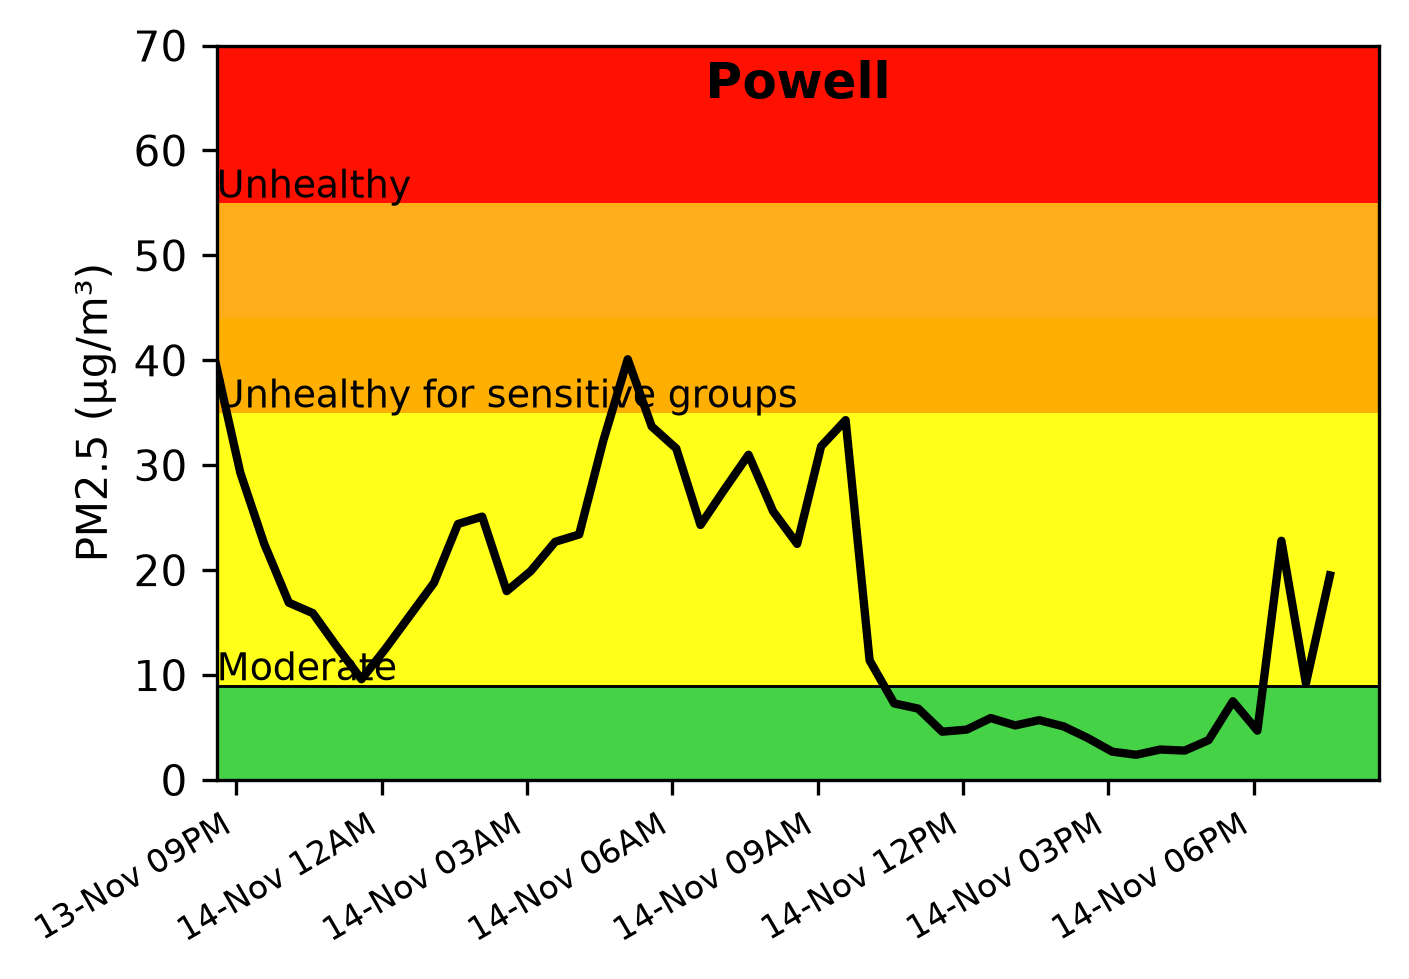 Powell
70
60
50
40
30
20
10
0
PM2.5 (µg/m³)
Unhealthy
Unhealthy for sensitive groups
Moderate
13-Nov 09PM
14-Nov 12AM
14-Nov 03AM
14-Nov 06AM
14-Nov 09AM
14-Nov 12PM
14-Nov 03PM
14-Nov 06PM